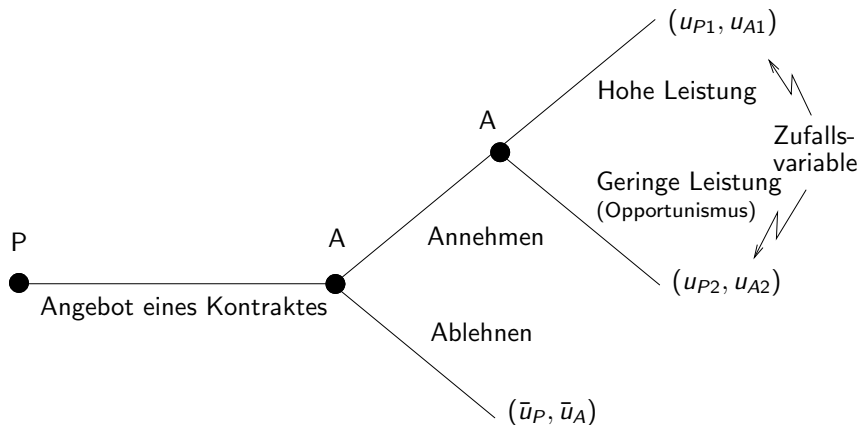 (u_{P1}, u_{A1})
Hohe Leistung
A
Zufalls-
variable
Geringe Leistung
(Opportunismus)
P
A
Annehmen
(u_{P2}, u_{A2})
Angebot eines Kontraktes
Ablehnen
(ū_P, ū_A)